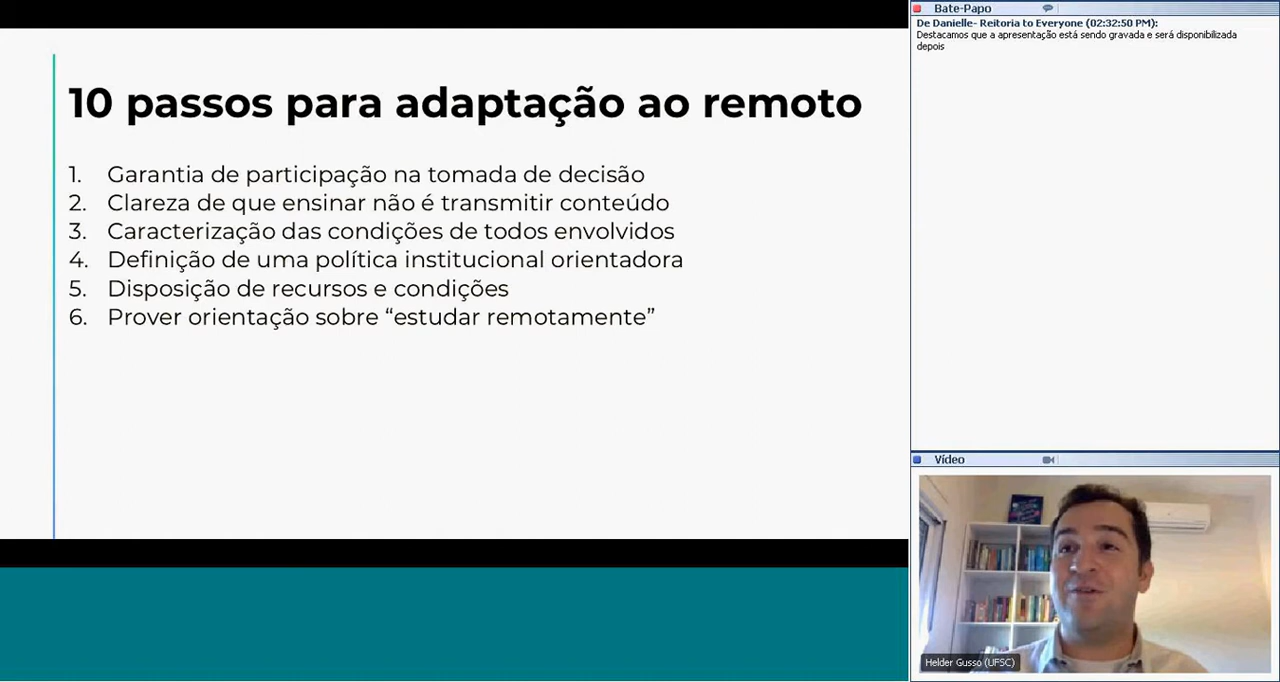 10 passos para adaptação ao remoto
1. Garantia de participação na tomada de decisão
2. Clareza de que ensinar não é transmitir conteúdo
3. Caracterização das condições de todos envolvidos
4. Definição de uma política institucional orientadora
5. Disposição de recursos e condições
6. Prover orientação sobre “estudar remotamente”
Bate-Papo
De Danielle- Reitoria to Everyone (02:32:50 PM):
Destacamos que a apresentação está sendo gravada e será disponibilizada
depois
Vídeo
Helder Gusso (UFSC)